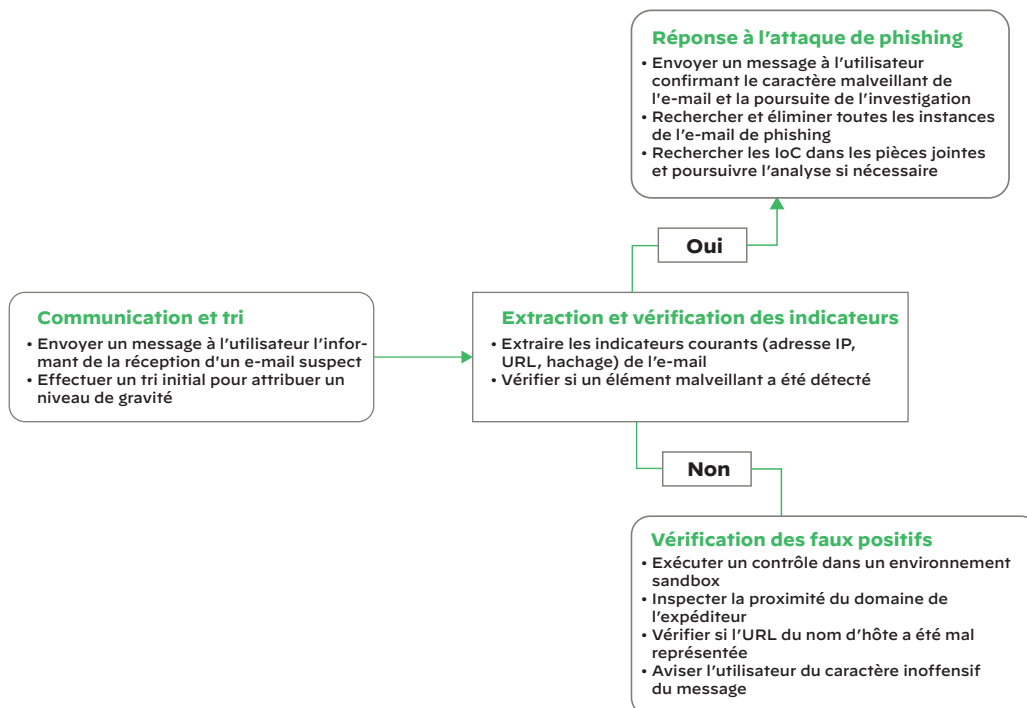 Réponse à l'attaque de phishing
• Envoyer un message à l'utilisateur
confirmant le caractère malveillant de
l'e-mail et la poursuite de l'investigation
• Rechercher et éliminer toutes les instances
de l'e-mail de phishing
• Rechercher les IoC dans les pièces jointes
et poursuivre l'analyse si nécessaire
Oui
Communication et tri
• Envoyer un message à l'utilisateur l'infor-
mant de la réception d'un e-mail suspect
• Effectuer un tri initial pour attribuer un
niveau de gravité
Extraction et vérification des indicateurs
• Extraire les indicateurs courants (adresse IP,
URL, hachage) de l'e-mail
• Vérifier si un élément malveillant a été détecté
Non
Vérification des faux positifs
• Exécuter un contrôle dans un environnement
sandbox
• Inspecter la proximité du domaine de
l'expéditeur
• Vérifier si l'URL du nom d'hôte a été mal
représentée
• Aviser l'utilisateur du caractère inoffensif
du message